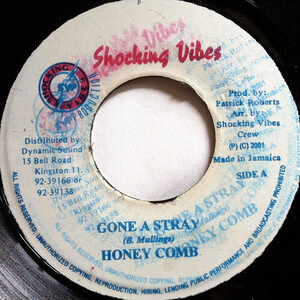 Shocking Vibes
SHOCKING VIBES
Distributed by
Dynamic Sound
15 Bell Road
Kingston 11.
92-39166 or
92-39138
Prod. by:
Patrick Roberts
Arr. by
Shocking Vibes
Crew
(P) (C) 2001
Made in Jamaica
SIDE A
GONE A STRAY
(B. Mullings)
HONEY COMB
ALL RIGHTS RESERVED, UNAUTHORIZED COPYING, REPRODUCTION, HIRING, LENDING, PUBLIC PERFORMANCE AND BROADCASTING PROHIBITED